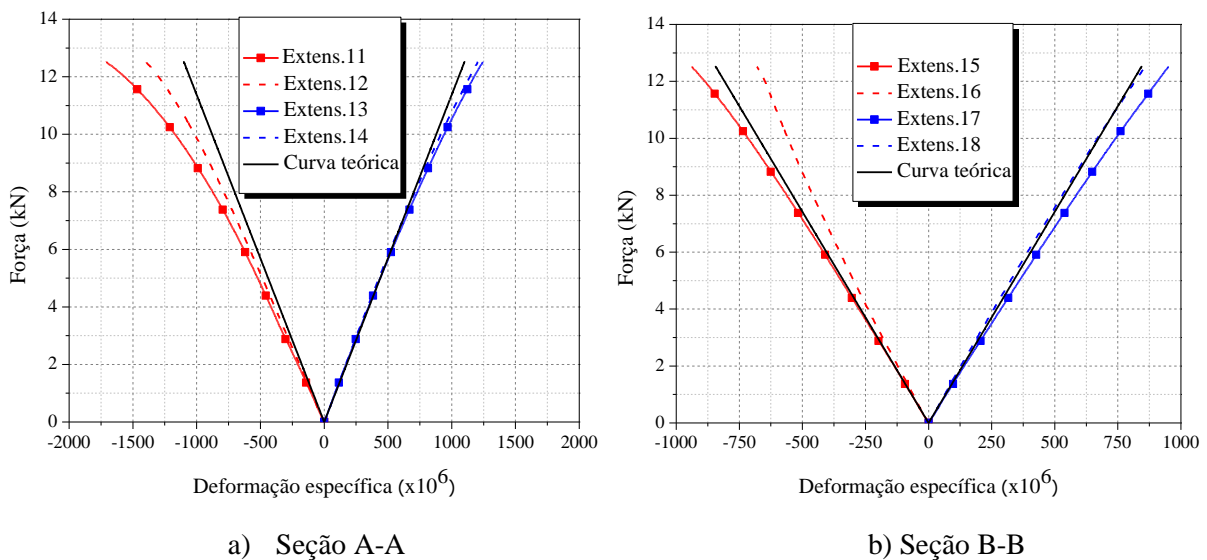 a)
14
12
10
8
6
4
2
0
Força (kN)
Extens.11
Extens.12
Extens.13
Extens.14
Curva teórica
-2000 -1500 -1000 -500 0 500 1000 1500 2000
Deformação específica (x10⁶)
a) Seção A-A
b)
14
12
10
8
6
4
2
0
Força (kN)
Extens.15
Extens.16
Extens.17
Extens.18
Curva teórica
-1000 -750 -500 -250 0 250 500 750 1000
Deformação específica (x10⁶)
b) Seção B-B